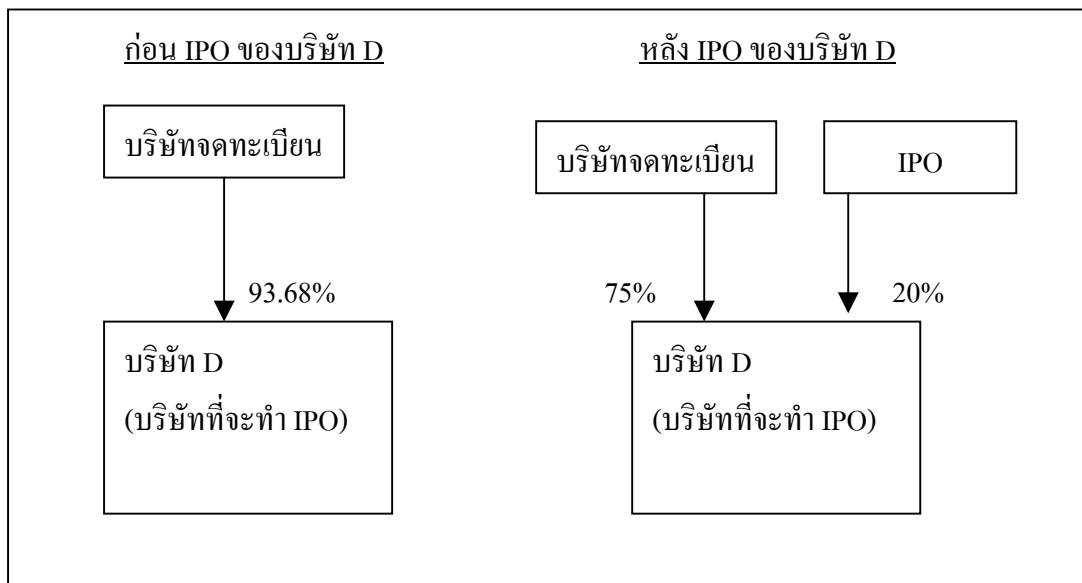 ก่อน IPO ของบริษัท D
บริษัทจดทะเบียน
93.68%
บริษัท D
(บริษัทที่จะทำ IPO)
หลัง IPO ของบริษัท D
บริษัทจดทะเบียน
IPO
75%
20%
บริษัท D
(บริษัทที่จะทำ IPO)